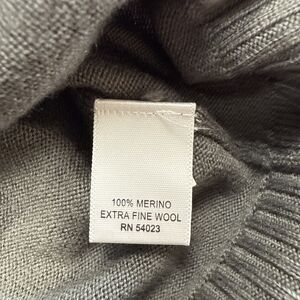 100% MERINO
EXTRA FINE WOOL
RN 54023